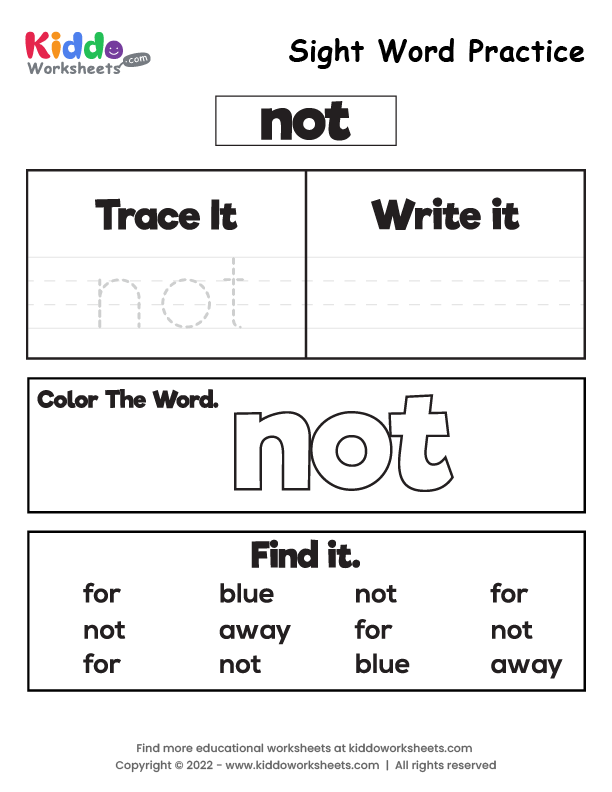 Kiddo
Worksheets .com
Sight Word Practice
not
Trace It
Write it
not
Color The Word.
not
Find it.
for blue not for
not away for not
for not blue away
Find more educational worksheets at kiddoworksheets.com
Copyright © 2022 - www.kiddoworksheets.com | All rights reserved